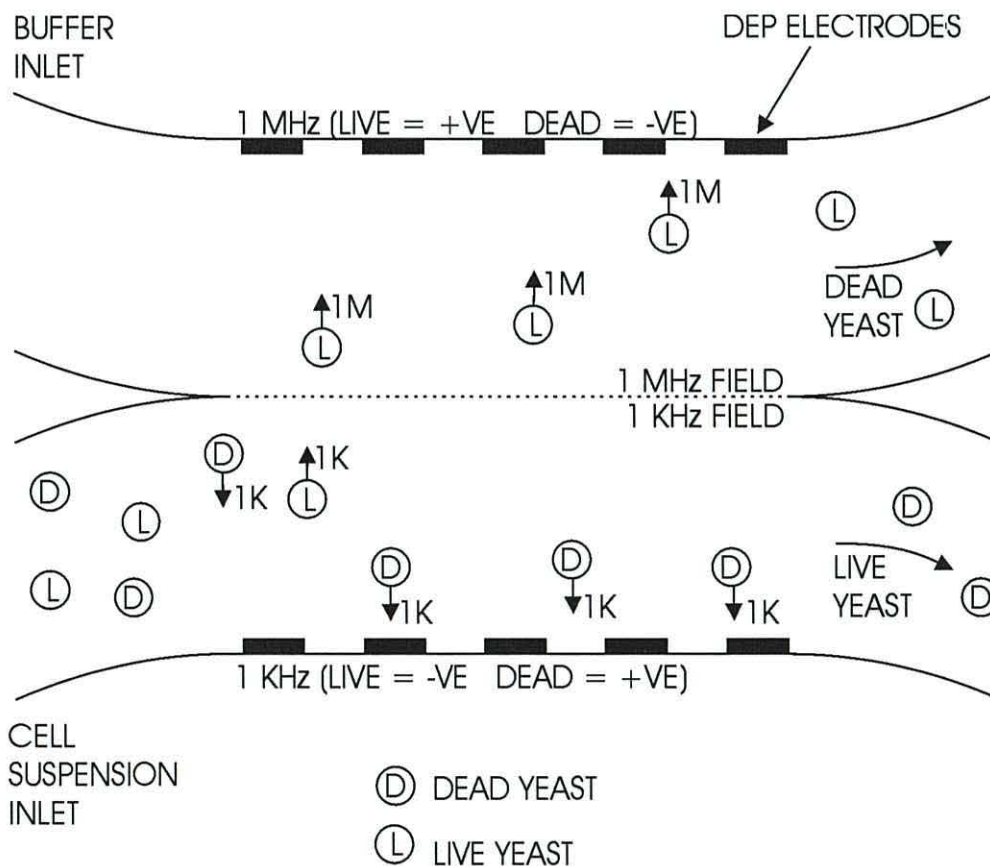 BUFFER
INLET
DEP ELECTRODES
1 MHz (LIVE = +VE DEAD = -VE)
1M
L
L
1M
1M
L
L
L
DEAD
YEAST
1 MHz FIELD
1 KHz FIELD
D
1K
D
1K
L
L
D
D
D
D
D
L
D
1K
1K
1K
LIVE
YEAST
D
1 KHz (LIVE = -VE DEAD = +VE)
CELL
SUSPENSION
INLET
D DEAD YEAST
L LIVE YEAST